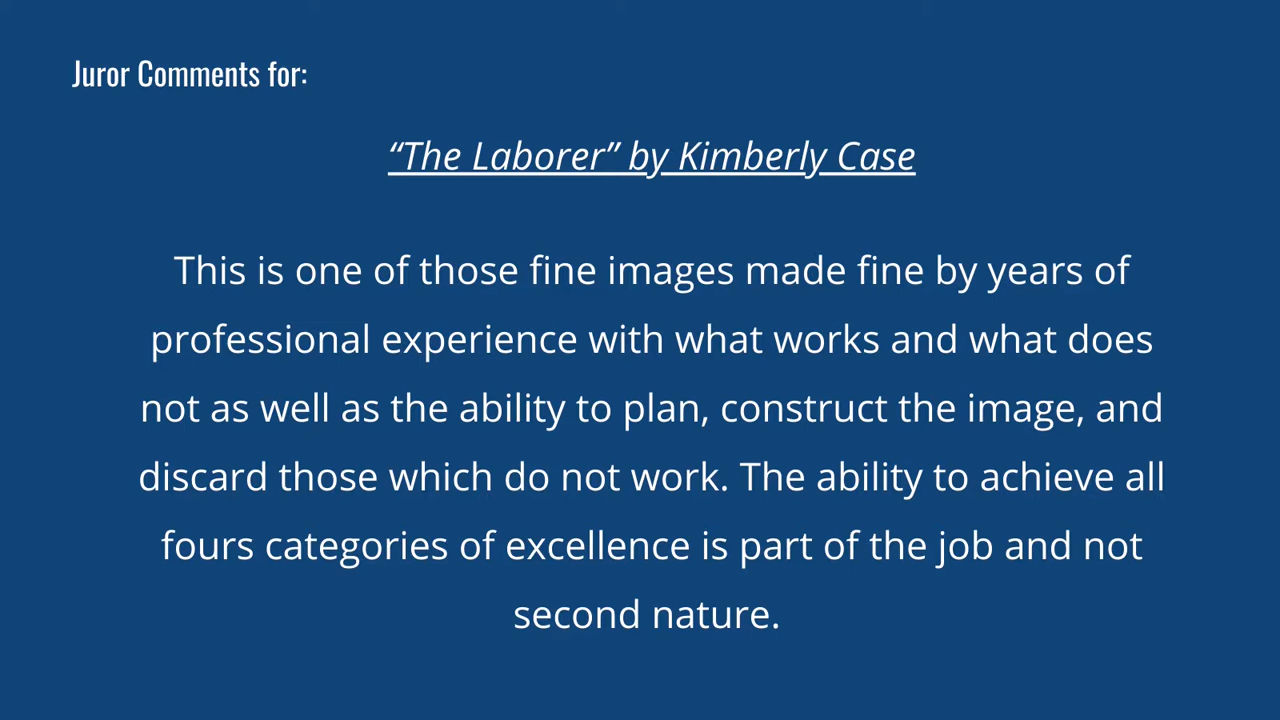 Juror Comments for:
“The Laborer” by Kimberly Case
This is one of those fine images made fine by years of
professional experience with what works and what does
not as well as the ability to plan, construct the image, and
discard those which do not work. The ability to achieve all
fours categories of excellence is part of the job and not
second nature.